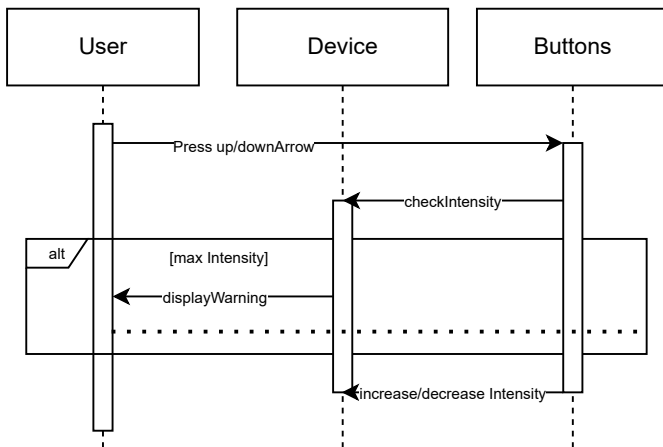 User
Device
Buttons
Press up/downArrow
checkIntensity
alt
[max Intensity]
displayWarning
increase/decrease Intensity